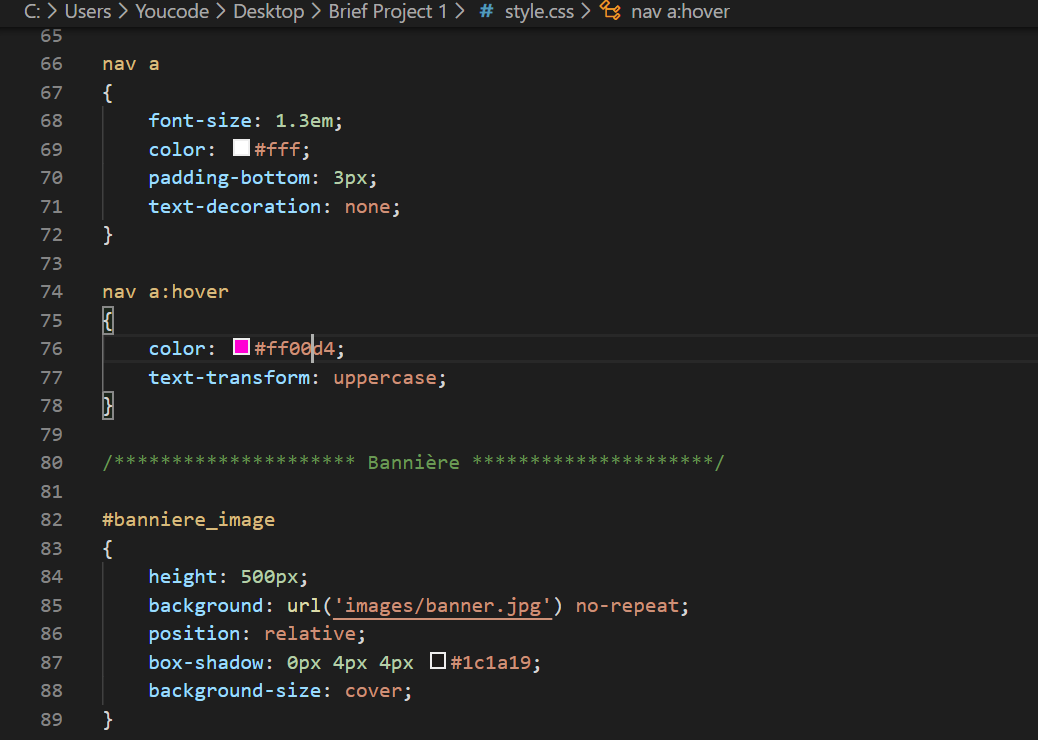 C: > Users > Youcode > Desktop > Brief Project 1 > # style.css > nav a:hover
65
66 nav a
67 {
68 font-size: 1.3em;
69 color: #fff;
70 padding-bottom: 3px;
71 text-decoration: none;
72 }
73
74 nav a:hover
75 {
76 color: #ff00d4;
77 text-transform: uppercase;
78 }
79
80 /********************* Bannière *********************/
81
82 #banniere_image
83 {
84 height: 500px;
85 background: url('images/banner.jpg') no-repeat;
86 position: relative;
87 box-shadow: 0px 4px 4px #1c1a19;
88 background-size: cover;
89 }